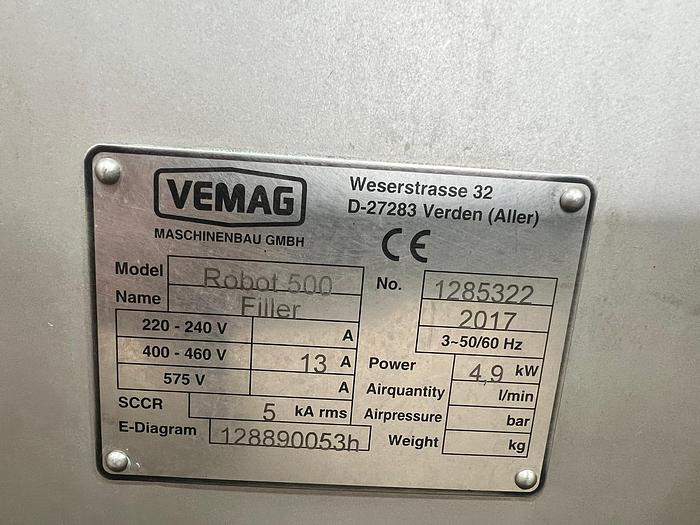 VEMAG
MASCHINENBAU GMBH
Weserstrasse 32
D-27283 Verden (Aller)
CE
Model Robot 500
Name Filler
No. 1285322
2017
3~50/60 Hz
220 - 240 V A
400 - 460 V 13 A
575 V A
Power 4,9 kW
Airquantity l/min
SCCR 5 kA rms
Airpressure bar
E-Diagram 128890053h
Weight kg